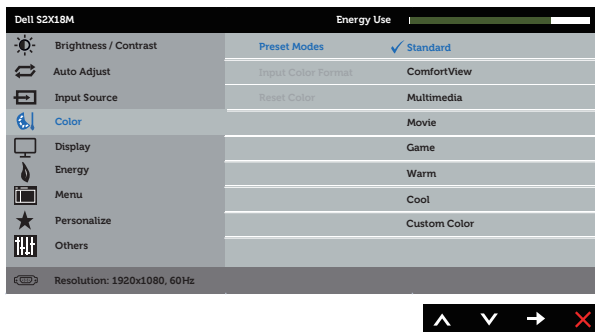 Dell S2X18M Energy Use
Brightness / Contrast Preset Modes Standard
Auto Adjust Input Color Format ComfortView
Input Source Reset Color Multimedia
Color Movie
Display Game
Energy Warm
Menu Cool
Personalize Custom Color
Others
Resolution: 1920x1080, 60Hz